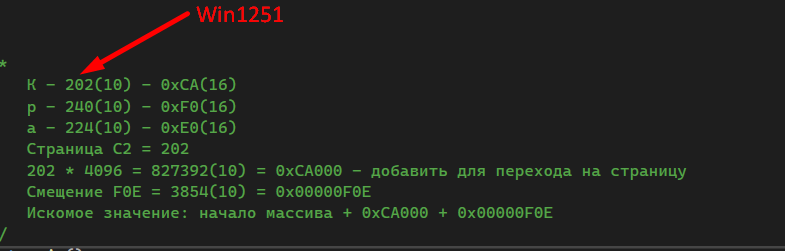 Win1251
*
К - 202(10) - 0xCA(16)
р - 240(10) - 0xF0(16)
а - 224(10) - 0xE0(16)
Страница C2 = 202
202 * 4096 = 827392(10) = 0xCA000 - добавить для перехода на страницу
Смещение F0E = 3854(10) = 0x00000F0E
Искомое значение: начало массива + 0xCA000 + 0x00000F0E
/